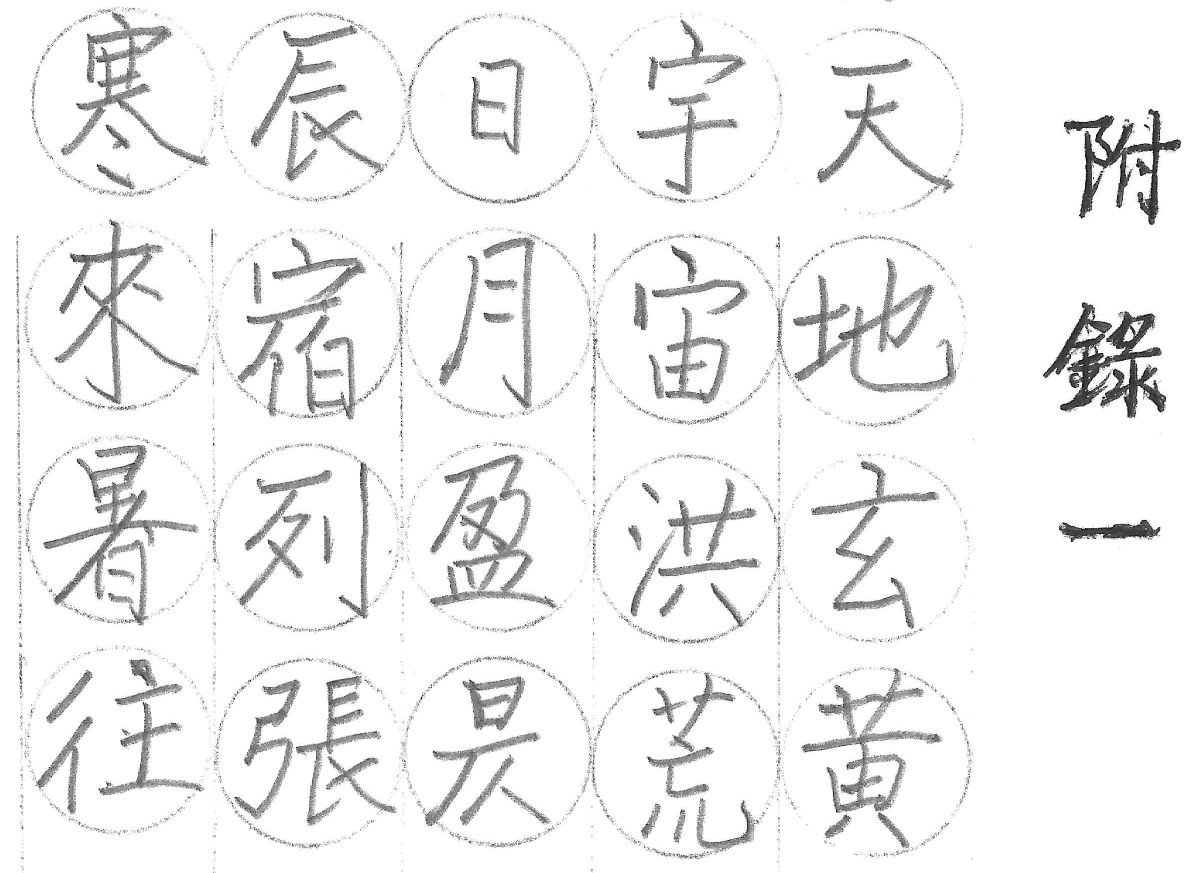 附錄一
天地玄黃
宇宙洪荒
日月盈昃
辰宿列張
寒來暑往